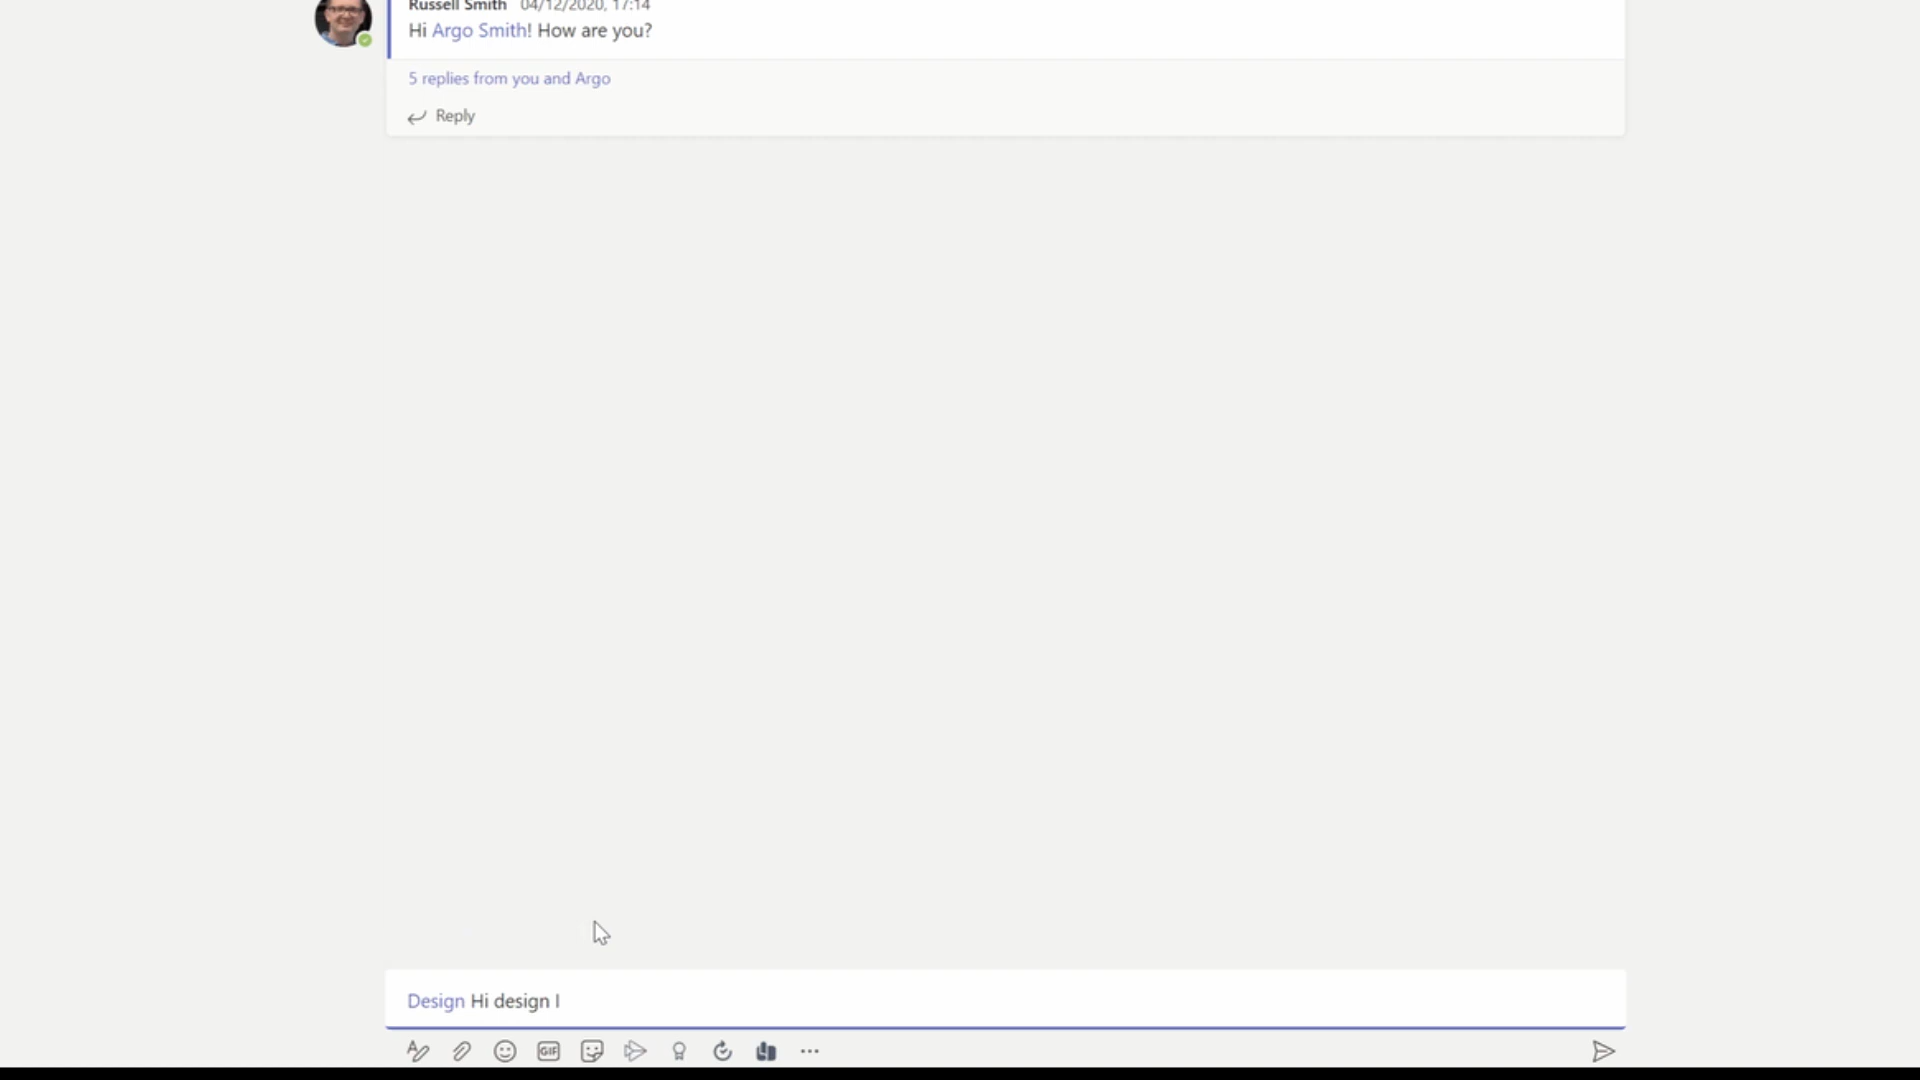 Russell Smith 04/12/2020, 17:14
Hi Argo Smith! How are you?
5 replies from you and Argo
Reply
Design Hi design I
GIF